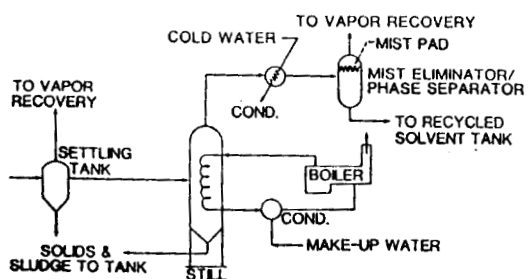 TO VAPOR RECOVERY
COLD WATER
MIST PAD
TO VAPOR
RECOVERY
COND.
MIST ELIMINATOR/
PHASE SEPARATOR
SETTLING
TANK
TO RECYCLED
SOLVENT TANK
BOILER
COND.
SOLIDS &
SLUDGE TO TANK
MAKE-UP WATER
STILL